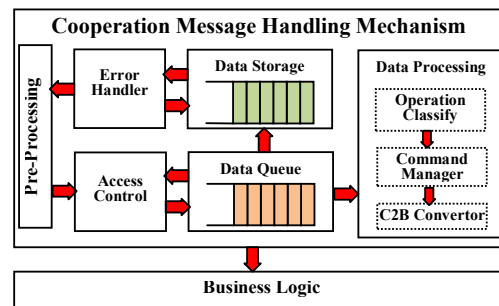 Cooperation Message Handling Mechanism
Pre-Processing
Error
Handler
Data Storage
Data Processing
Operation
Classify
Command
Manager
C2B Convertor
Access
Control
Data Queue
Business Logic